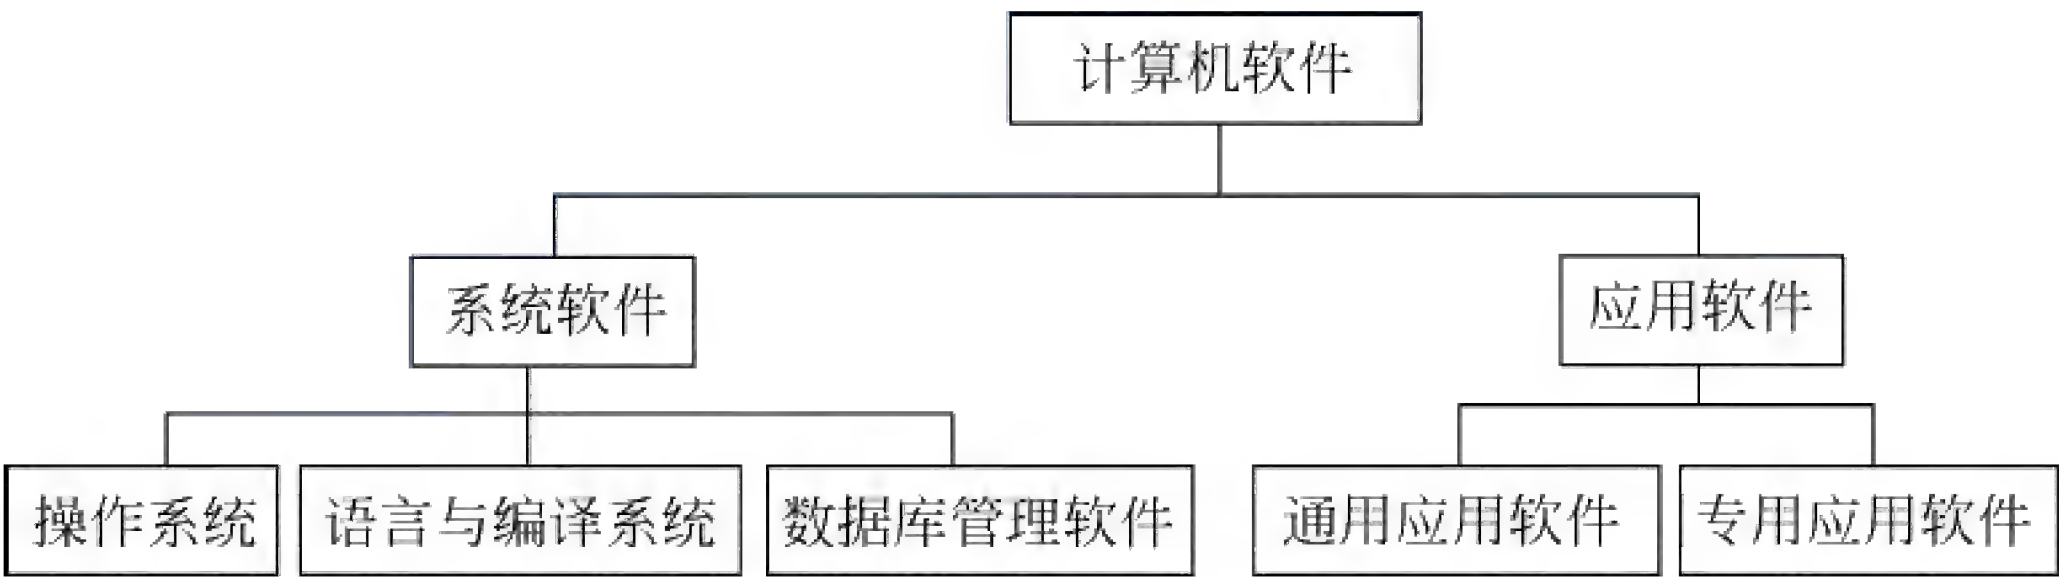 计算机软件
系统软件
应用软件
操作系统
语言与编译系统
数据库管理软件
通用应用软件
专用应用软件